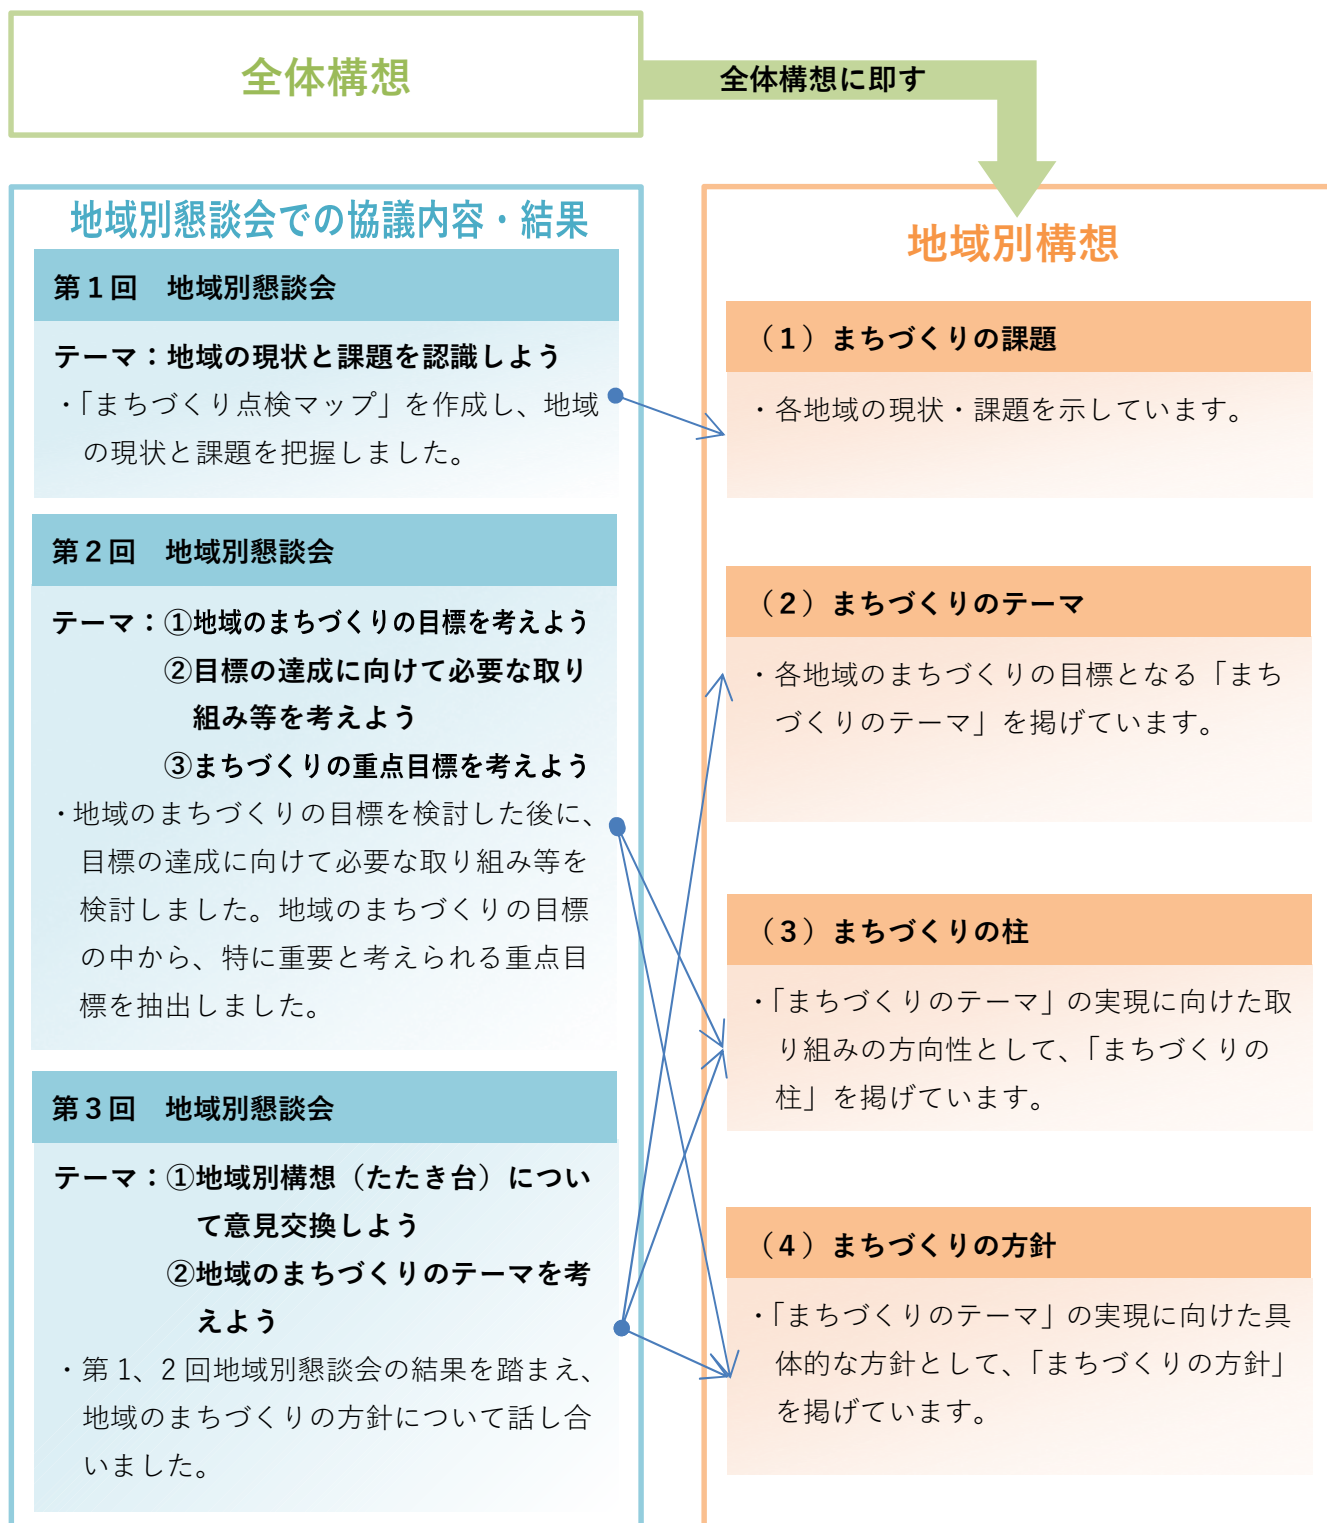 全体構想
全体構想に即す
地域別懇談会での協議内容・結果
第1回　地域別懇談会
テーマ：地域の現状と課題を認識しよう
・「まちづくり点検マップ」を作成し、地域
の現状と課題を把握しました。
第2回　地域別懇談会
テーマ：①地域のまちづくりの目標を考えよう
②目標の達成に向けて必要な取り
組み等を考えよう
③まちづくりの重点目標を考えよう
・地域のまちづくりの目標を検討した後に、
目標の達成に向けて必要な取り組み等を
検討しました。地域のまちづくりの目標
の中から、特に重要と考えられる重点目
標を抽出しました。
第3回　地域別懇談会
テーマ：①地域別構想（たたき台）につい
て意見交換しよう
②地域のまちづくりのテーマを考
えよう
・第1、2回地域別懇談会の結果を踏まえ、
地域のまちづくりの方針について話し合
いました。
地域別構想
（1）まちづくりの課題
・各地域の現状・課題を示しています。
（2）まちづくりのテーマ
・各地域のまちづくりの目標となる「まち
づくりのテーマ」を掲げています。
（3）まちづくりの柱
・「まちづくりのテーマ」の実現に向けた取
り組みの方向性として、「まちづくりの
柱」を掲げています。
（4）まちづくりの方針
・「まちづくりのテーマ」の実現に向けた具
体的な方針として、「まちづくりの方針」
を掲げています。